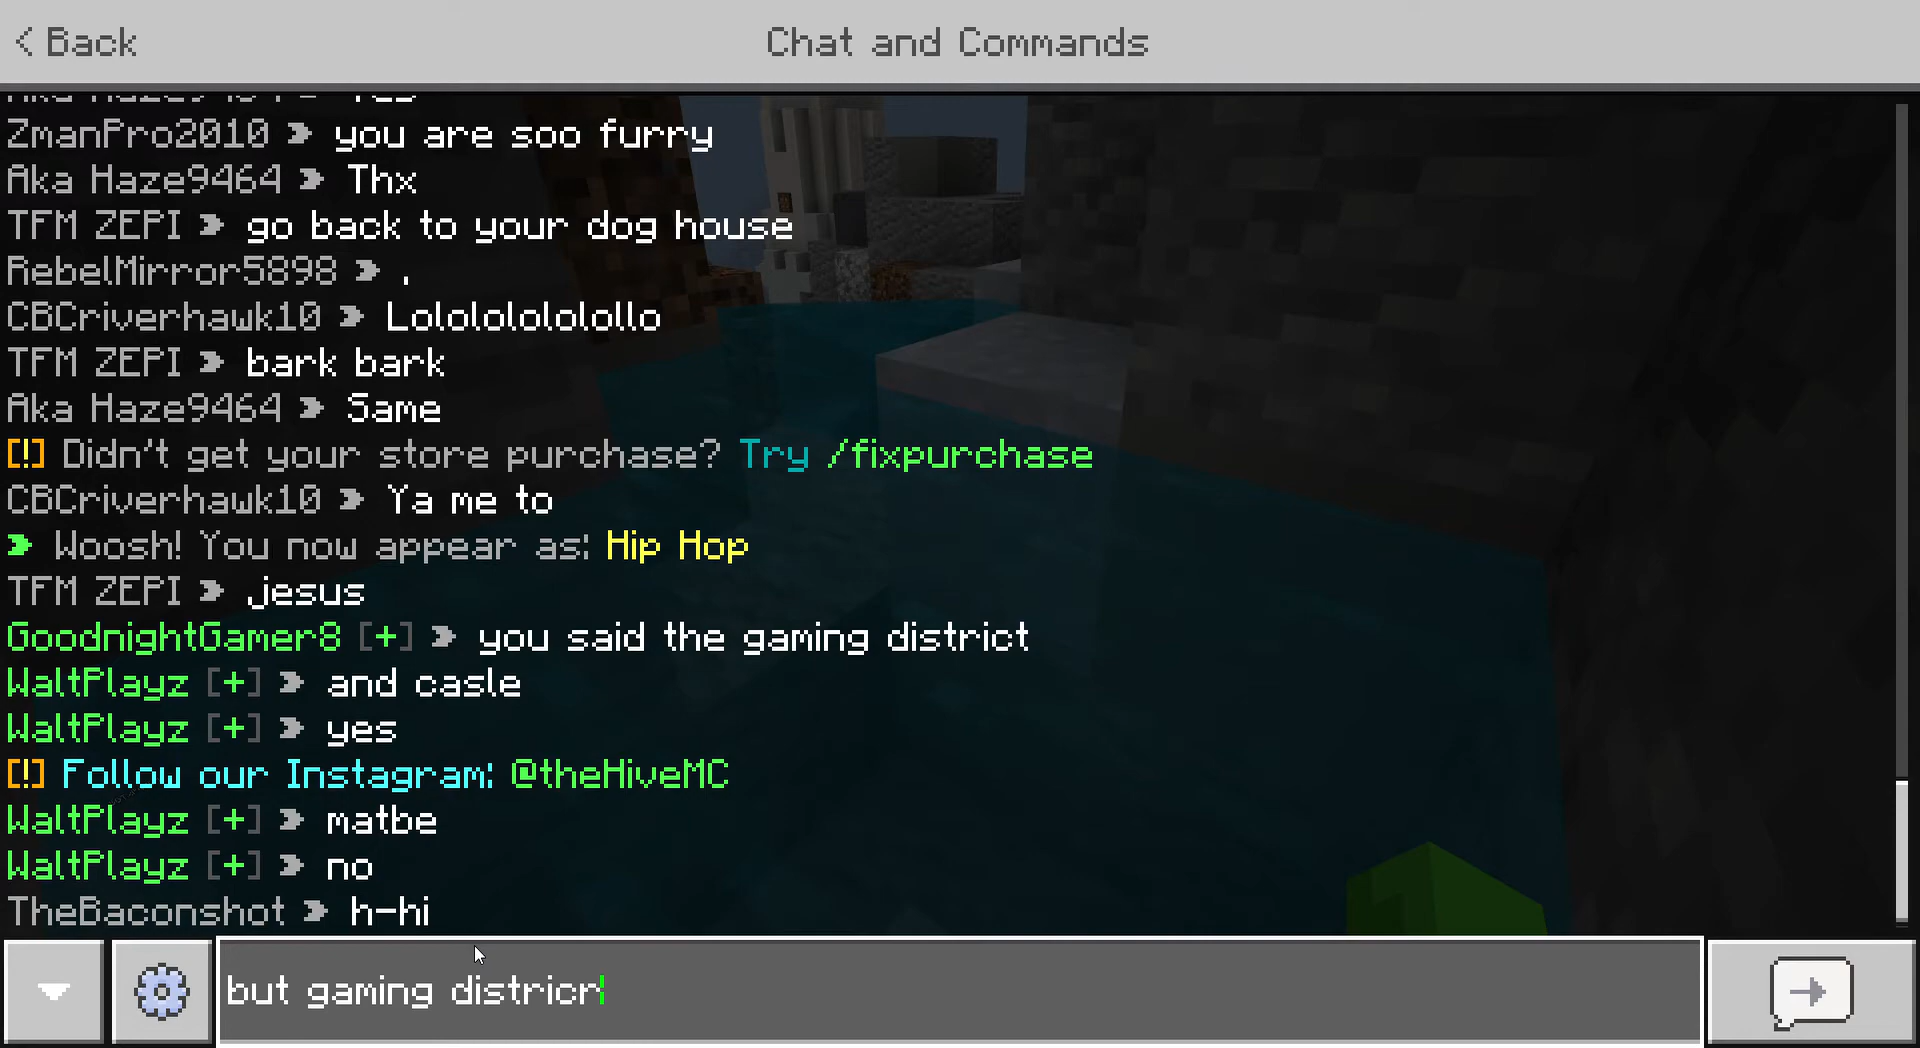 < Back
Chat and Commands
ZmanPro2010 > you are soo furry
Aka Haze9464 > Thx
TFM ZEPI > go back to your dog house
RebelMirror5898 > .
CBCriverhawk10 > Lolololololollo
TFM ZEPI > bark bark
Aka Haze9464 > Same
[!] Didn't get your store purchase? Try /fixpurchase
CBCriverhawk10 > Ya me to
> Woosh! You now appear as: Hip Hop
TFM ZEPI > jesus
GoodnightGamer8 [+] > you said the gaming district
WaltPlayz [+] > and casle
WaltPlayz [+] > yes
[!] Follow our Instagram: @theHiveMC
WaltPlayz [+] > matbe
WaltPlayz [+] > no
TheBaconshot > h-hi
but gaming districr